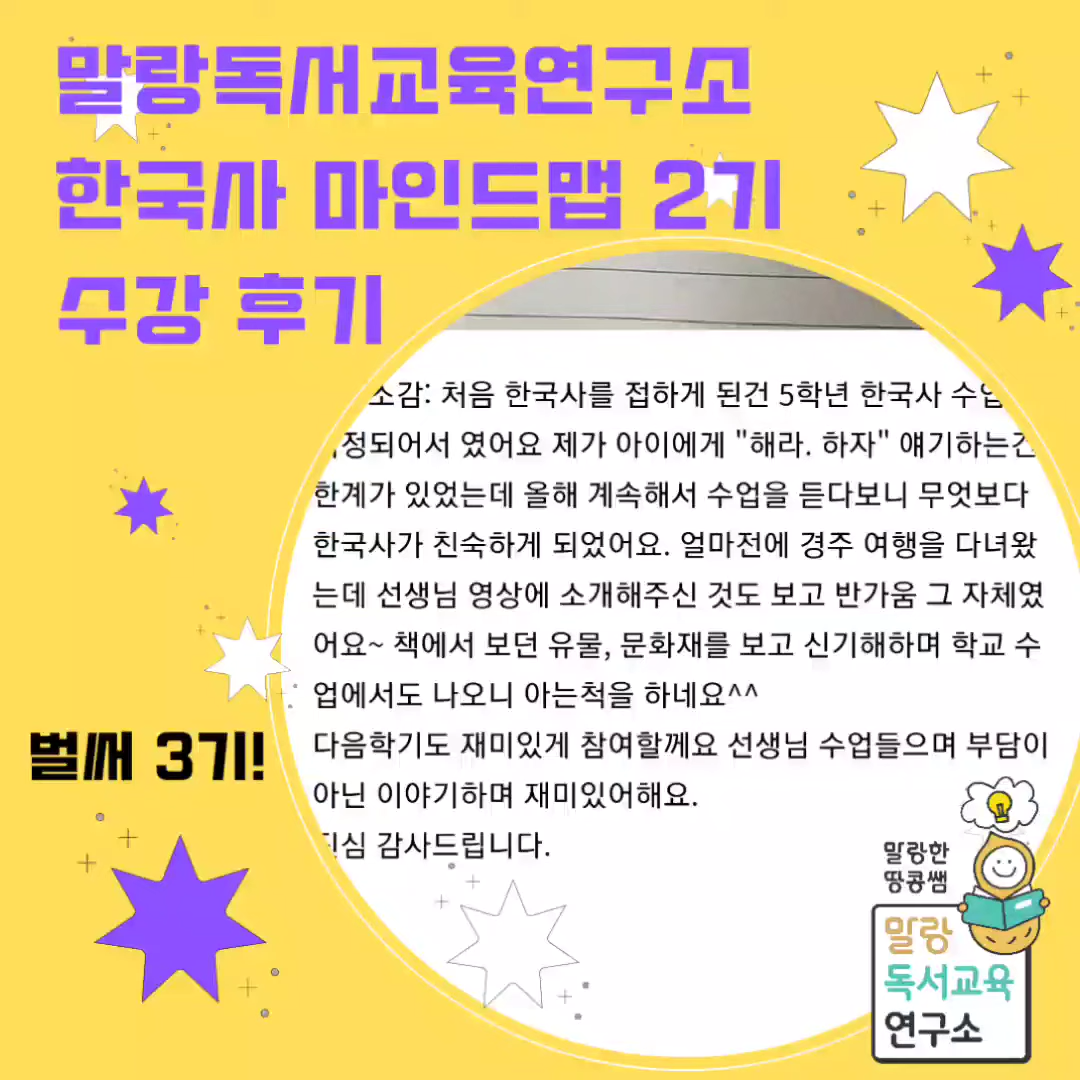 말랑독서교육연구소
한국사 마인드맵 2기
수강 후기
소감: 처음 한국사를 접하게 된건 5학년 한국사 수업
정되어서 였어요 제가 아이에게 "해라. 하자" 얘기하는건
한계가 있었는데 올해 계속해서 수업을 듣다보니 무엇보다
한국사가 친숙하게 되었어요. 얼마전에 경주 여행을 다녀왔
는데 선생님 영상에 소개해주신 것도 보고 반가움 그 자체였
어요~ 책에서 보던 유물, 문화재를 보고 신기해하며 학교 수
업에서도 나오니 아는척을 하네요^^
다음학기도 재미있게 참여할께요 선생님 수업들으며 부담이
아닌 이야기하며 재미있어해요.
진심 감사드립니다.
벌써 3기!
말랑한
땅콩쌤
말랑
독서교육
연구소